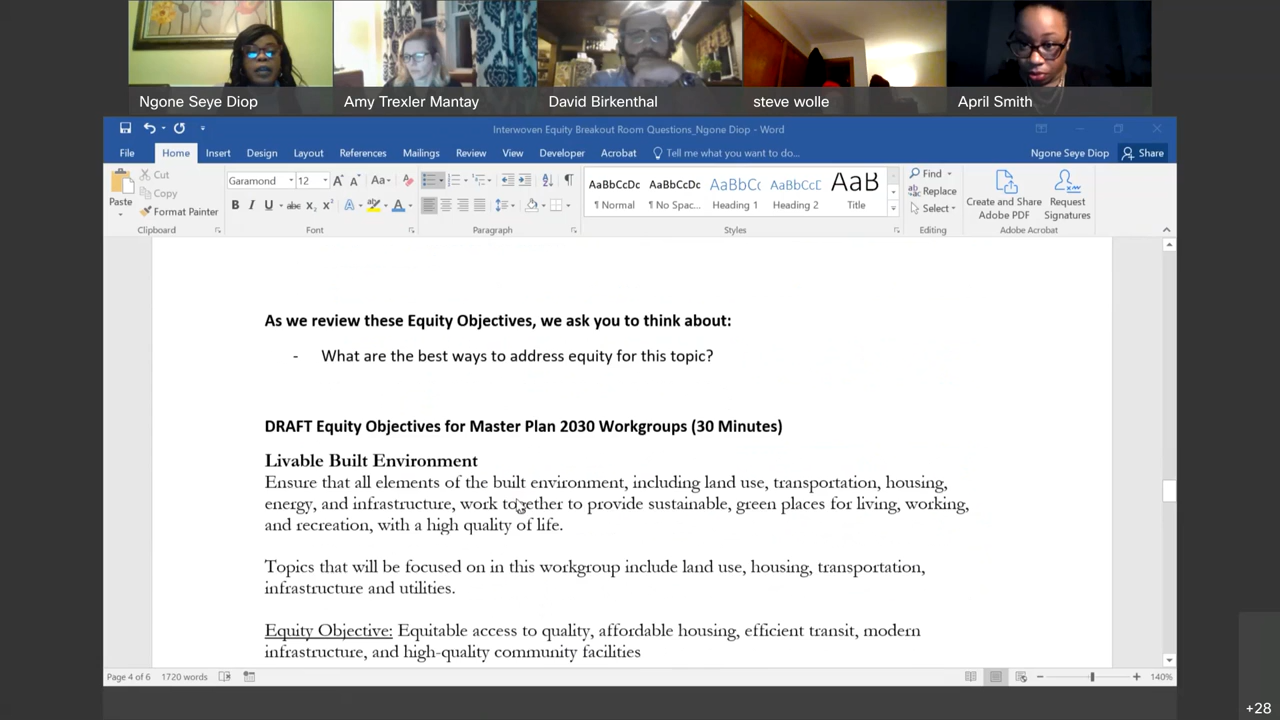 Ngone Seye Diop
Amy Trexler Mantay
David Birkenthal
steve wolle
April Smith
Interwoven Equity Breakout Room Questions_Ngone Diop - Word
File Home Insert Design Layout References Mailings Review View Developer Acrobat Tell me what you want to do... Ngone Seye Diop Share
Paste
Cut
Copy
Format Painter
Clipboard
Garamond 12
Aa
B I U abc X₂ X² A A
Font
Paragraph
AaBbCcDc AaBbCcDc AaBbCc AaBbCcD AaB
¶ Normal ¶ No Spac... Heading 1 Heading 2 Title
Styles
Find
Replace
Select
Editing
Create and Share
Adobe PDF
Request
Signatures
Adobe Acrobat
As we review these Equity Objectives, we ask you to think about:
- What are the best ways to address equity for this topic?
DRAFT Equity Objectives for Master Plan 2030 Workgroups (30 Minutes)
Livable Built Environment
Ensure that all elements of the built environment, including land use, transportation, housing,
energy, and infrastructure, work together to provide sustainable, green places for living, working,
and recreation, with a high quality of life.
Topics that will be focused on in this workgroup include land use, housing, transportation,
infrastructure and utilities.
Equity Objective: Equitable access to quality, affordable housing, efficient transit, modern
infrastructure, and high-quality community facilities
Page 4 of 6 1720 words
140%
+28